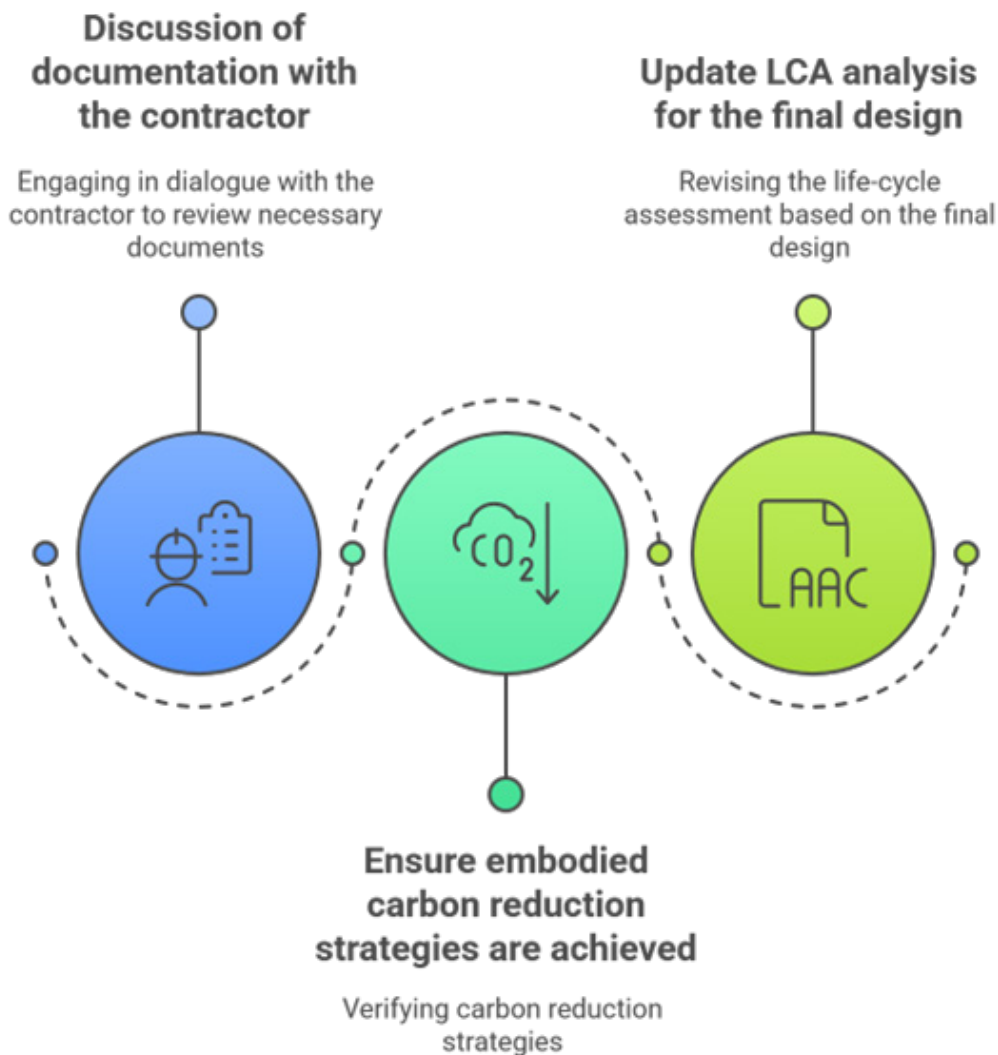 Discussion of
documentation with
the contractor
Engaging in dialogue with the
contractor to review necessary
documents
Update LCA analysis
for the final design
Revising the life-cycle
assessment based on the final
design
CO2
AAC
Ensure embodied
carbon reduction
strategies are achieved
Verifying carbon reduction
strategies